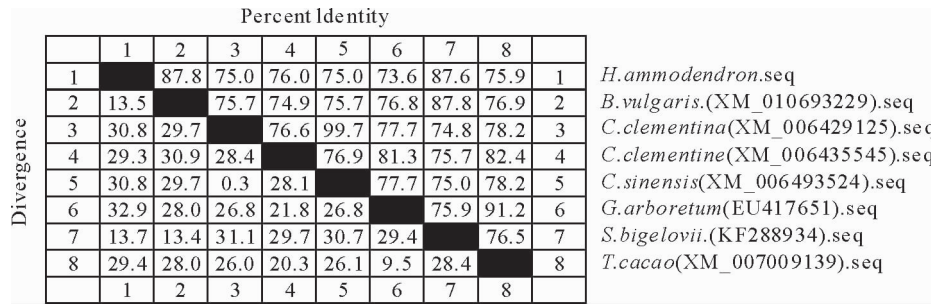 Percent Identity
1 2 3 4 5 6 7 8
1 87.8 75.0 76.0 75.0 73.6 87.6 75.9 1 H.ammodendron.seq
2 13.5 75.7 74.9 75.7 76.8 87.8 76.9 2 B.vulgaris.(XM_010693229).seq
3 30.8 29.7 76.6 99.7 77.7 74.8 78.2 3 C.clementina(XM_006429125).seq
4 29.3 30.9 28.4 76.9 81.3 75.7 82.4 4 C.clementine(XM_006435545).seq
5 30.8 29.7 0.3 28.1 77.7 75.0 78.2 5 C.sinensis(XM_006493524).seq
6 32.9 28.0 26.8 21.8 26.8 75.9 91.2 6 G.arboretum(EU417651).seq
7 13.7 13.4 31.1 29.7 30.7 29.4 76.5 7 S.bigelovii.(KF288934).seq
8 29.4 28.0 26.0 20.3 26.1 9.5 28.4 8 T.cacao(XM_007009139).seq
1 2 3 4 5 6 7 8
Divergence